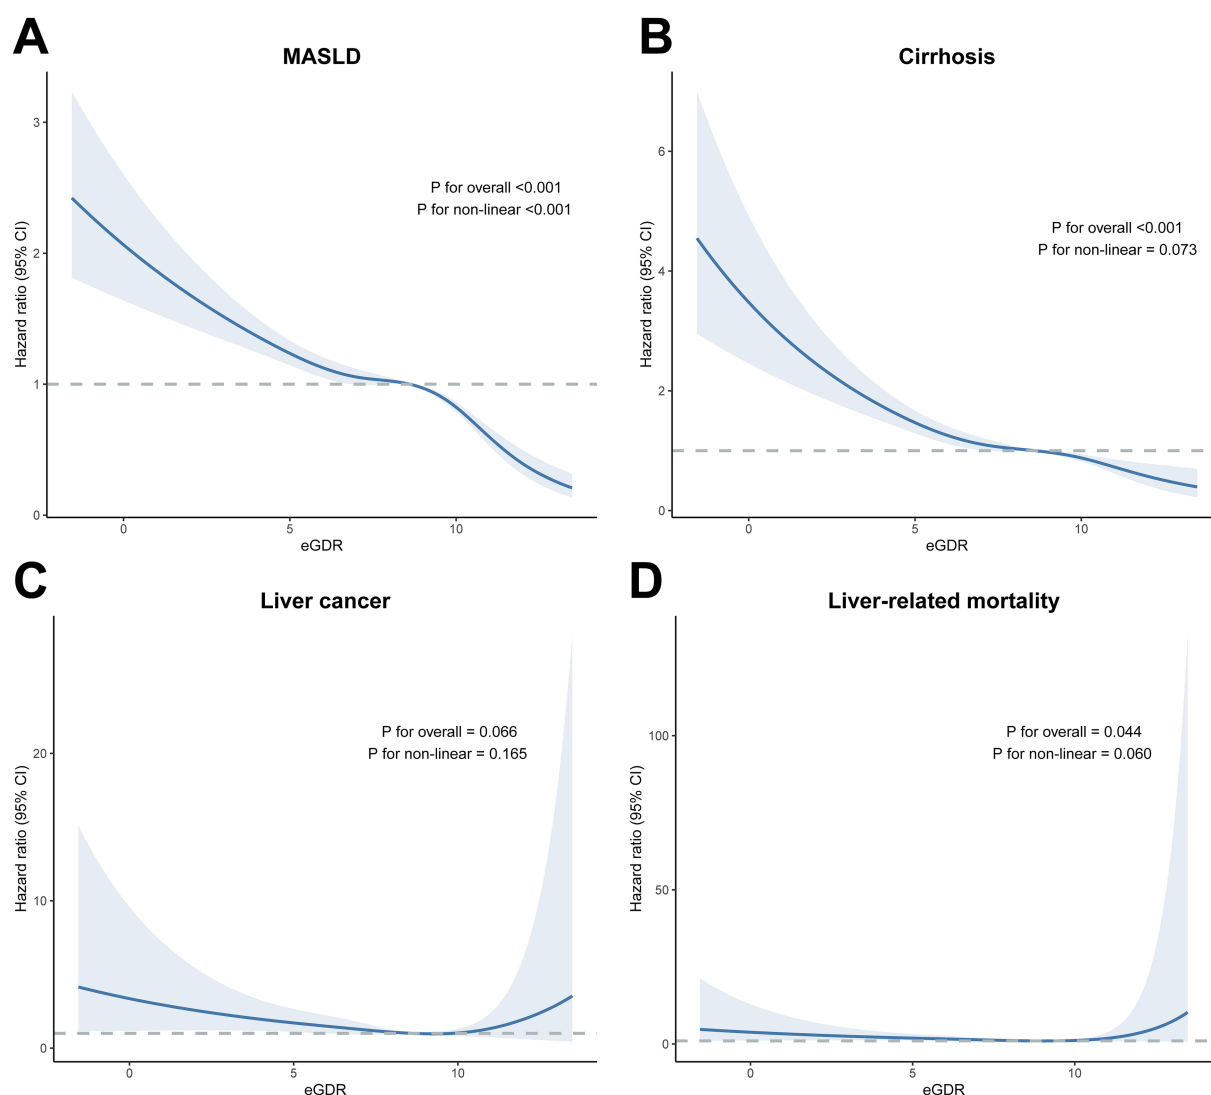 A
MASLD
Hazard ratio (95% CI)
3
2
1
0
P for overall <0.001
P for non-linear <0.001
0 5 10
eGDR
B
Cirrhosis
Hazard ratio (95% CI)
6
4
2
0
P for overall <0.001
P for non-linear = 0.073
0 5 10
eGDR
C
Liver cancer
Hazard ratio (95% CI)
20
10
0
P for overall = 0.066
P for non-linear = 0.165
0 5 10
eGDR
D
Liver-related mortality
Hazard ratio (95% CI)
100
50
0
P for overall = 0.044
P for non-linear = 0.060
0 5 10
eGDR